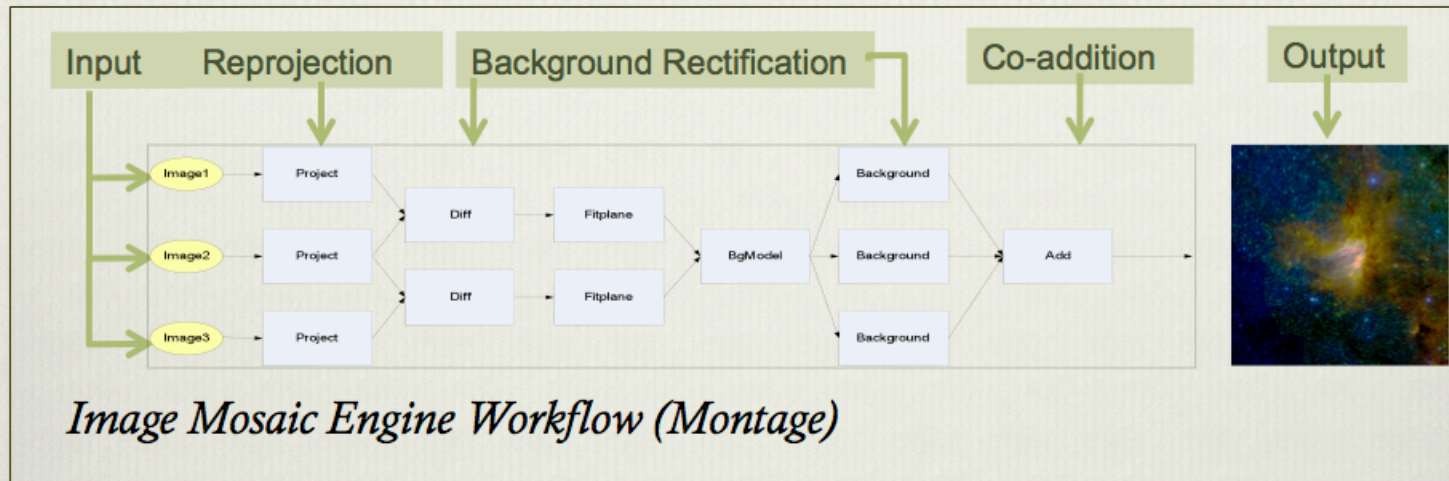 Input Reprojection Background Rectification Co-addition Output
Image1 Project Background
Diff Fitplane
Image2 Project BgModel Background Add
Diff Fitplane
Image3 Project Background
Image Mosaic Engine Workflow (Montage)